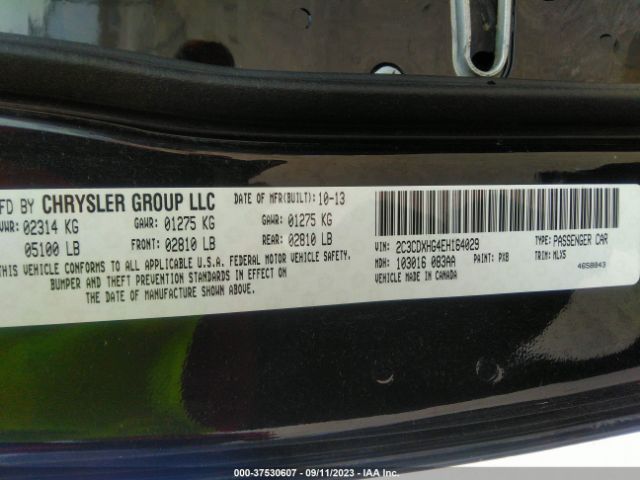 FD BY CHRYSLER GROUP LLC DATE OF MFR(BUILT): 10-13
VWR: 02314 KG GAWR: 01275 KG GAWR: 01275 KG
05100 LB FRONT: 02810 LB REAR: 02810 LB
THIS VEHICLE CONFORMS TO ALL APPLICABLE U.S.A. FEDERAL MOTOR VEHICLE SAFETY,
BUMPER AND THEFT PREVENTION STANDARDS IN EFFECT ON
THE DATE OF MANUFACTURE SHOWN ABOVE.
VIN: 2C3CDXHG4EH164029 TYPE: PASSENGER CAR
MDH: 103016 083AA PAINT: PXB TRIM: MLX5
VEHICLE MADE IN CANADA 4658843
000-37530607 - 09/11/2023 - IAA Inc.